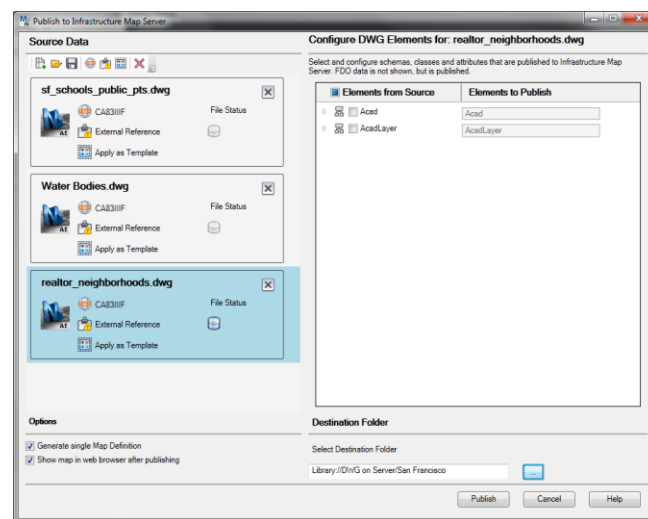 Publish to Infrastructure Map Server
Source Data
sf_schools_public_pts.dwg
CA83IIIF
File Status
External Reference
Apply as Template
Water Bodies.dwg
CA83IIIF
File Status
External Reference
Apply as Template
realtor_neighborhoods.dwg
CA83IIIF
File Status
External Reference
Apply as Template
Options
Generate single Map Definition
Show map in web browser after publishing
Configure DWG Elements for: realtor_neighborhoods.dwg
Select and configure schemas, classes and attributes that are published to Infrastructure Map
Server. FDO data is not shown, but is published.
Elements from Source
Elements to Publish
Acad
Acad
AcadLayer
AcadLayer
Destination Folder
Select Destination Folder
Library://DWG on Server/San Francisco
...
Publish
Cancel
Help